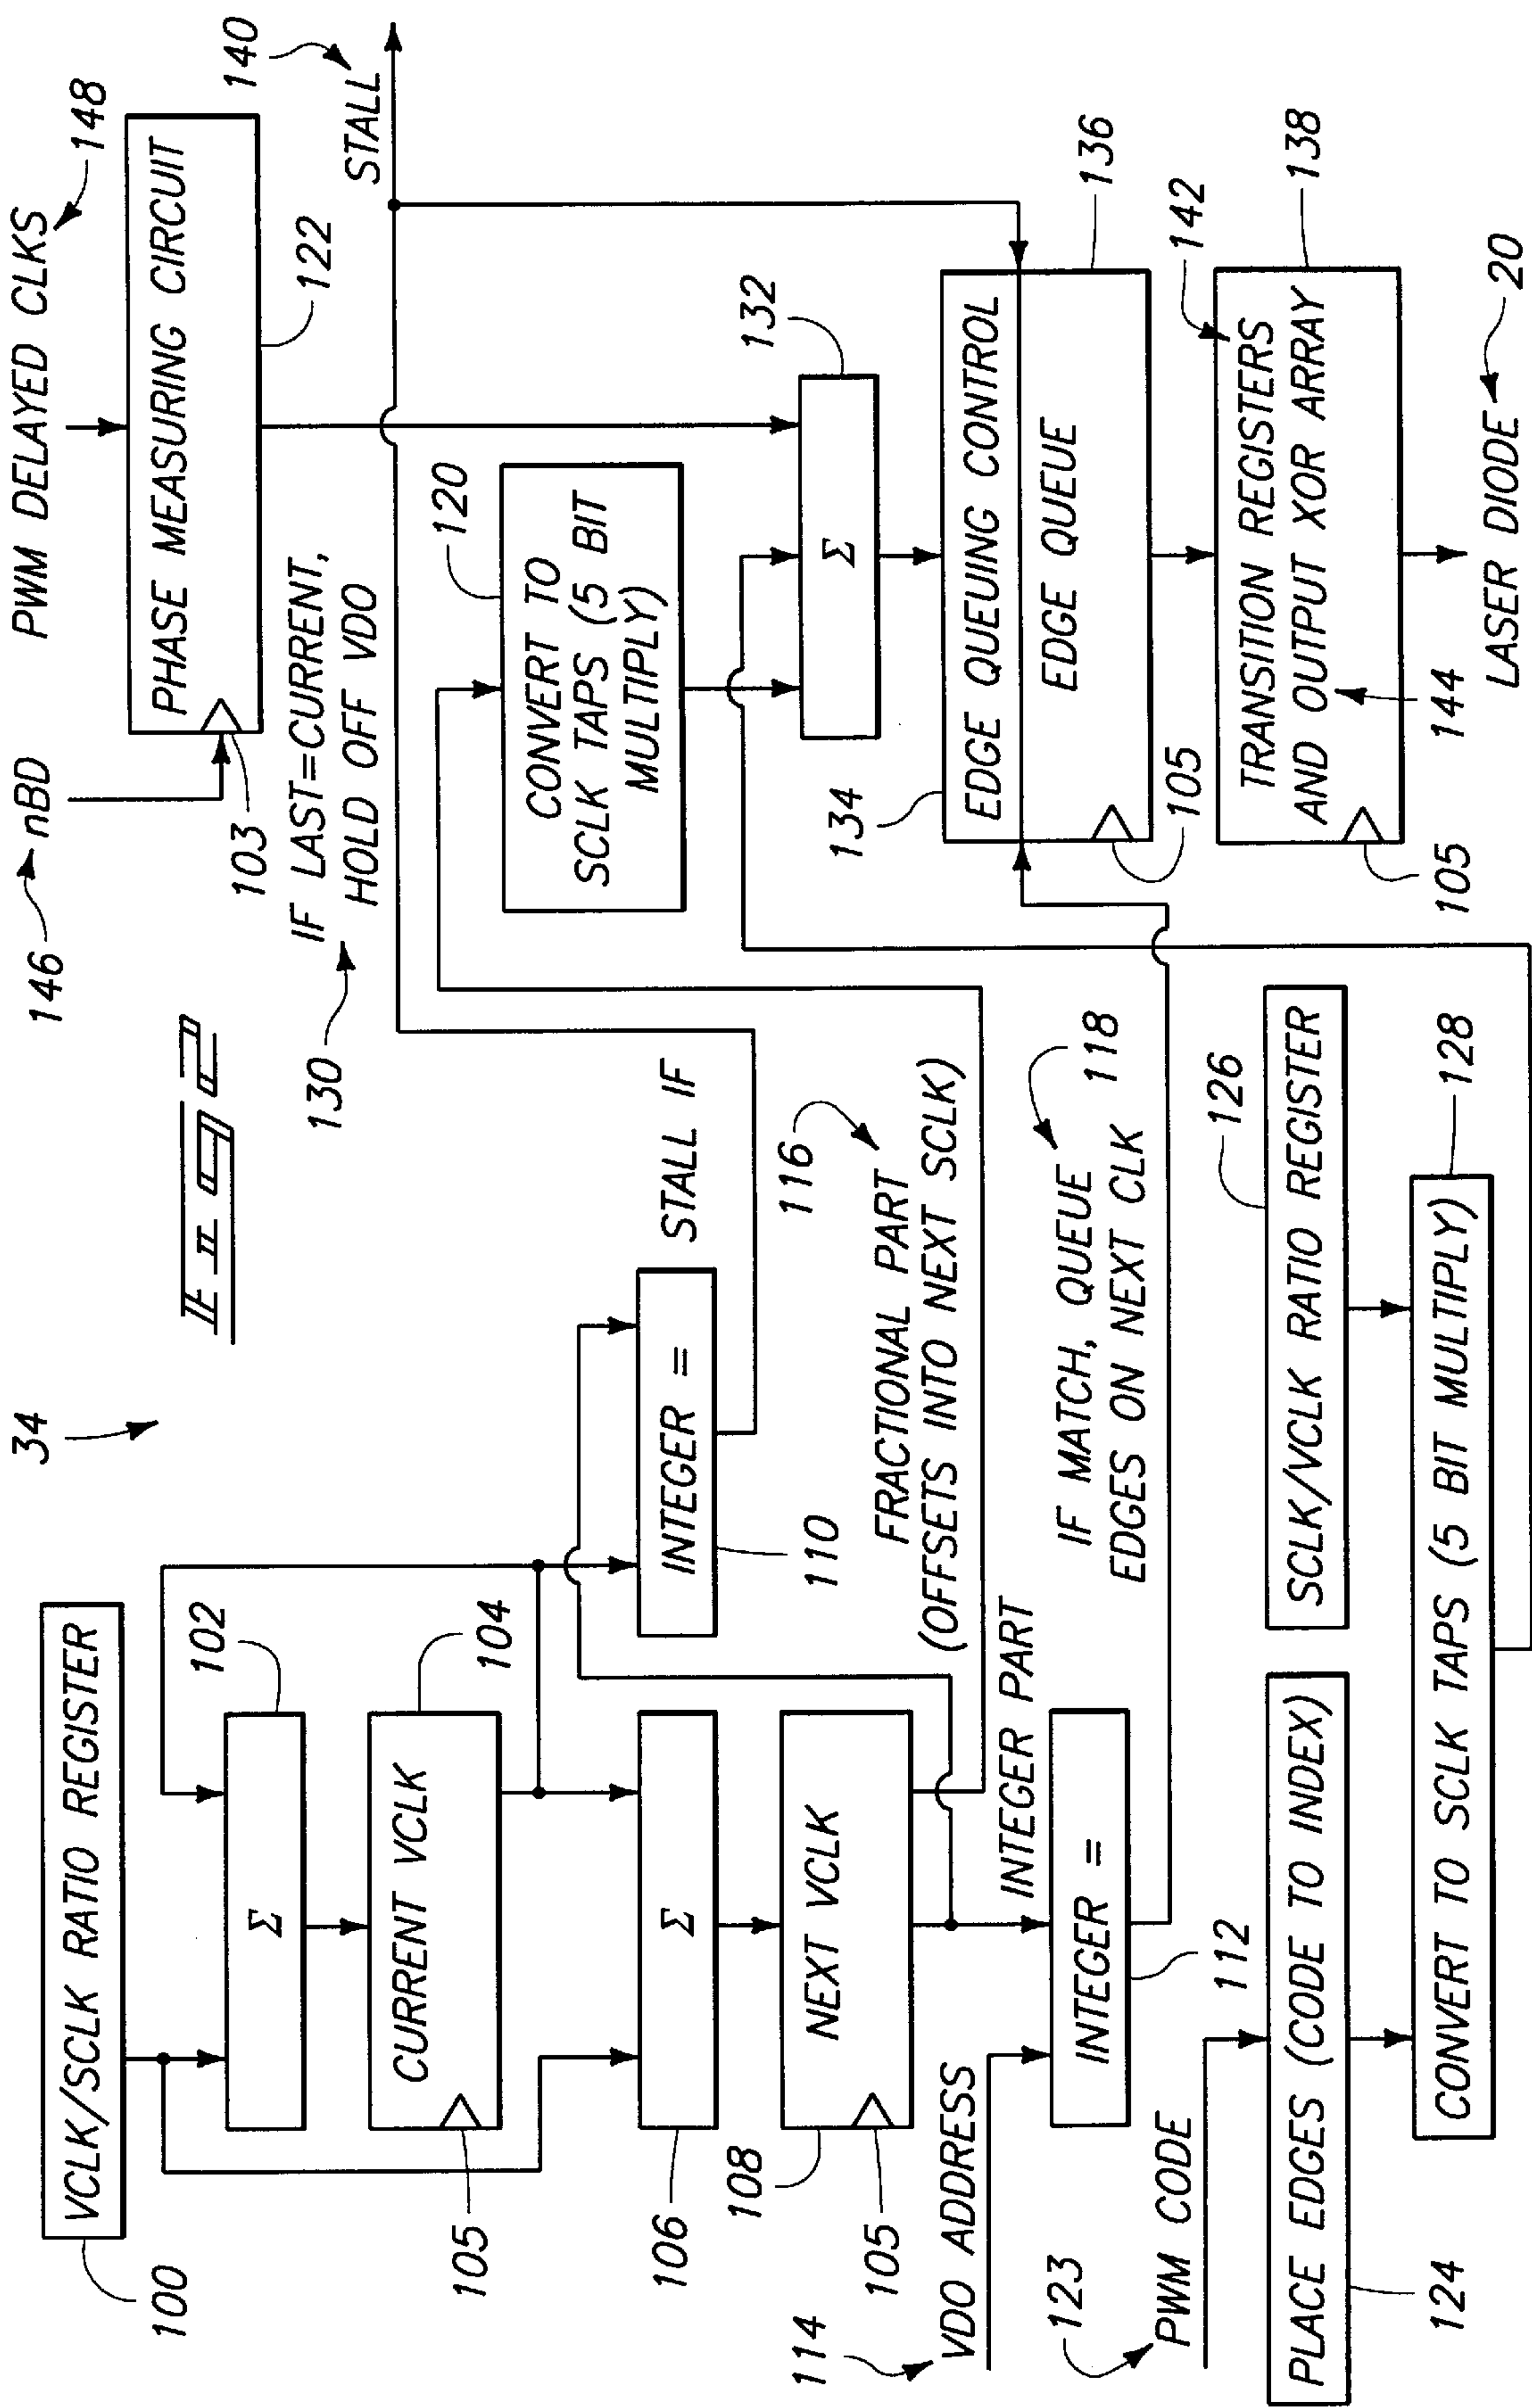 34
FIG. 2
VCLK/SCLK RATIO REGISTER
100
Σ
102
CURRENT VCLK
104
105
Σ
106
NEXT VCLK
108
105
INTEGER =
110
STALL IF
116
FRACTIONAL PART
(OFFSETS INTO NEXT SCLK)
INTEGER PART
114
VDO ADDRESS
INTEGER =
112
IF MATCH, QUEUE
EDGES ON NEXT CLK
118
123
PWM CODE
PLACE EDGES (CODE TO INDEX)
124
SCLK/VCLK RATIO REGISTER
126
CONVERT TO SCLK TAPS (5 BIT MULTIPLY)
128
146
nBD
PWM DELAYED CLKS
148
PHASE MEASURING CIRCUIT
103
122
IF LAST=CURRENT,
HOLD OFF VDO
130
STALL
140
CONVERT TO
SCLK TAPS (5 BIT
MULTIPLY)
120
Σ
132
EDGE QUEUING CONTROL
134
EDGE QUEUE
136
105
TRANSITION REGISTERS
AND OUTPUT XOR ARRAY
142
138
144
105
LASER DIODE
20